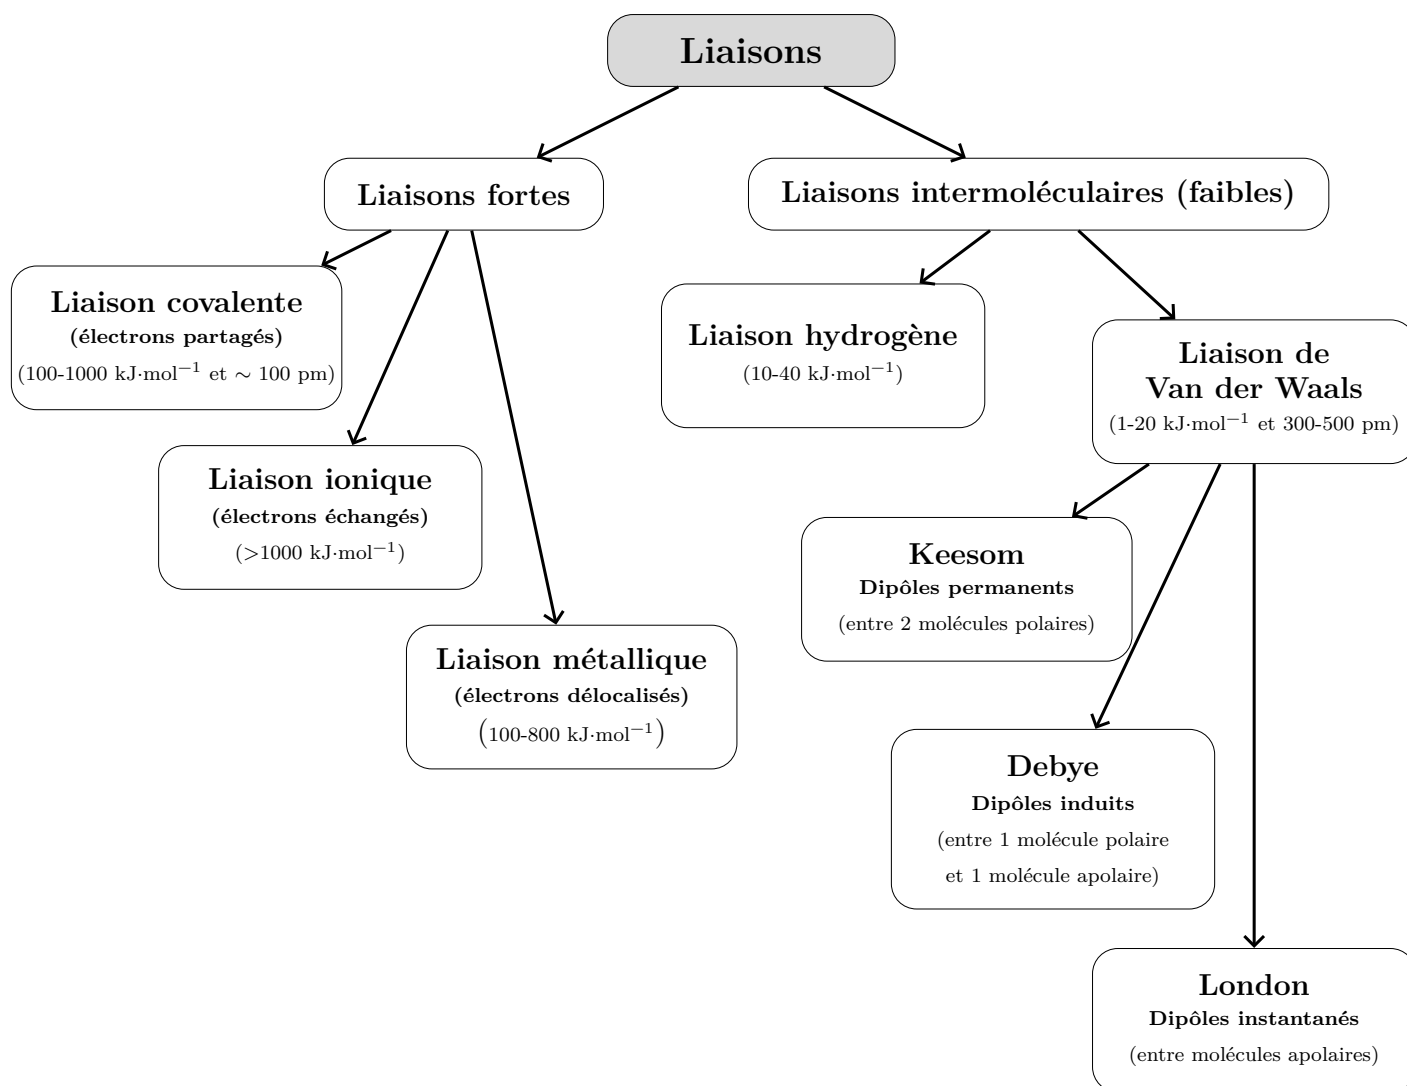 Liaisons
Liaisons fortes
Liaisons intermoléculaires (faibles)
Liaison covalente
(électrons partagés)
(100-1000 kJ·mol⁻¹ et ∼ 100 pm)
Liaison hydrogène
(10-40 kJ·mol⁻¹)
Liaison de
Van der Waals
(1-20 kJ·mol⁻¹ et 300-500 pm)
Liaison ionique
(électrons échangés)
(>1000 kJ·mol⁻¹)
Keesom
Dipôles permanents
(entre 2 molécules polaires)
Liaison métallique
(électrons délocalisés)
(100-800 kJ·mol⁻¹)
Debye
Dipôles induits
(entre 1 molécule polaire
et 1 molécule apolaire)
London
Dipôles instantanés
(entre molécules apolaires)